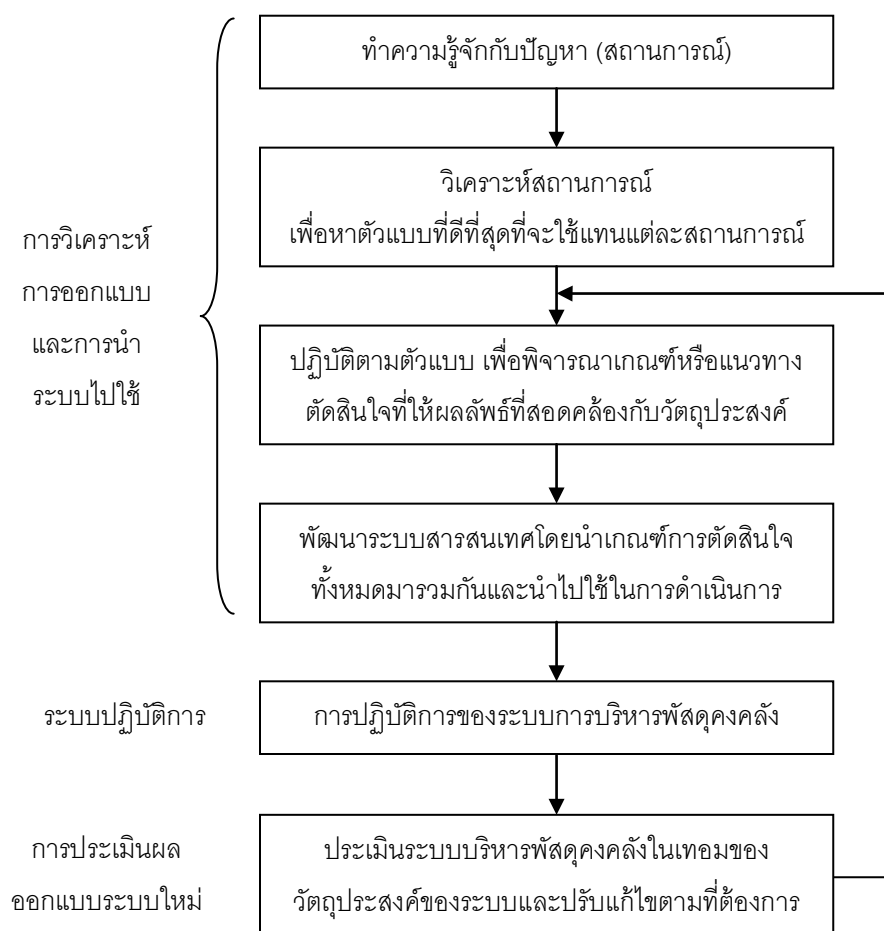 ทำความรู้จักกับปัญหา (สถานการณ์)
วิเคราะห์สถานการณ์
เพื่อหาตัวแบบที่ดีที่สุดที่จะใช้แทนแต่ละสถานการณ์
การวิเคราะห์
การออกแบบ
และการนำ
ระบบไปใช้
ปฏิบัติตามตัวแบบ เพื่อพิจารณาเกณฑ์หรือแนวทาง
ตัดสินใจที่ให้ผลลัพธ์ที่สอดคล้องกับวัตถุประสงค์
พัฒนาระบบสารสนเทศโดยนำเกณฑ์การตัดสินใจ
ทั้งหมดมารวมกันและนำไปใช้ในการดำเนินการ
ระบบปฏิบัติการ
การปฏิบัติการของระบบการบริหารพัสดุคงคลัง
การประเมินผล
ออกแบบระบบใหม่
ประเมินระบบบริหารพัสดุคงคลังในเทอมของ
วัตถุประสงค์ของระบบและปรับแก้ไขตามที่ต้องการ